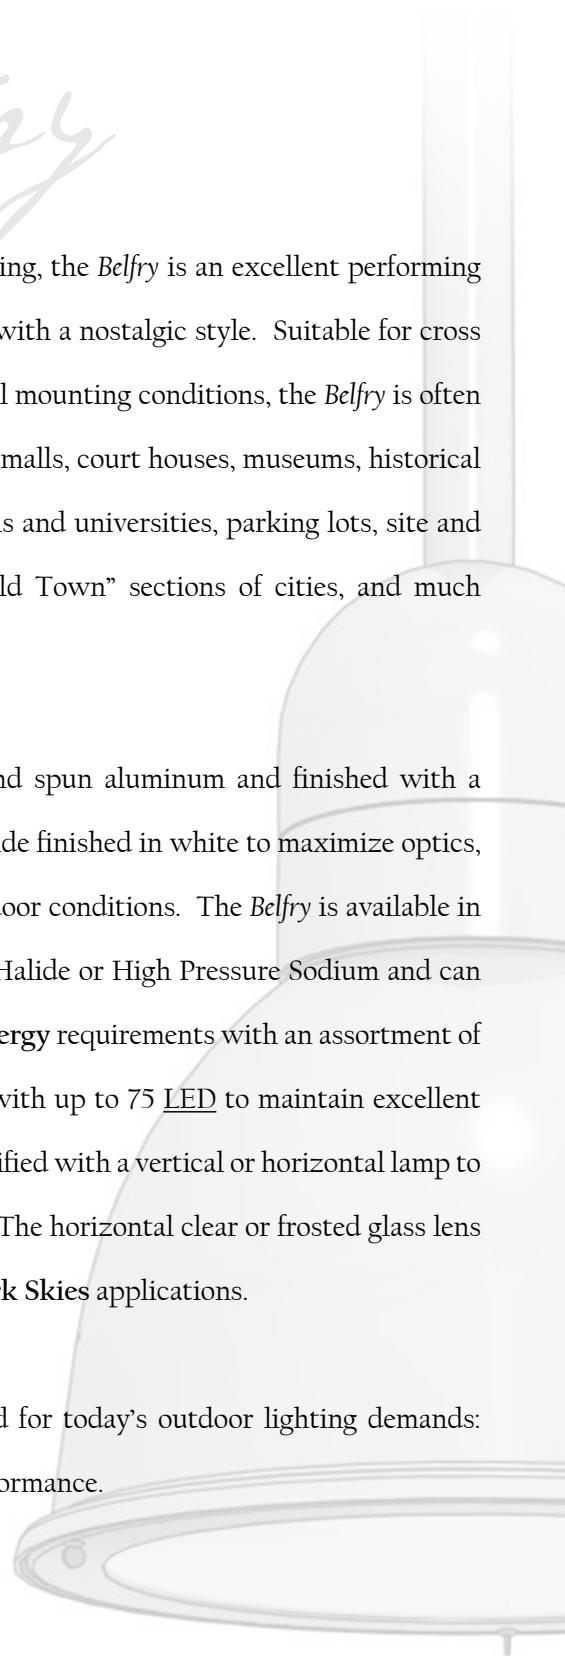 ry
ing, the Belfry is an excellent performing
with a nostalgic style. Suitable for cross
l mounting conditions, the Belfry is often
malls, court houses, museums, historical
s and universities, parking lots, site and
ld Town” sections of cities, and much
nd spun aluminum and finished with a
de finished in white to maximize optics,
oor conditions. The Belfry is available in
Halide or High Pressure Sodium and can
ergy requirements with an assortment of
with up to 75 LED to maintain excellent
ified with a vertical or horizontal lamp to
The horizontal clear or frosted glass lens
rk Skies applications.
d for today’s outdoor lighting demands:
ormance.